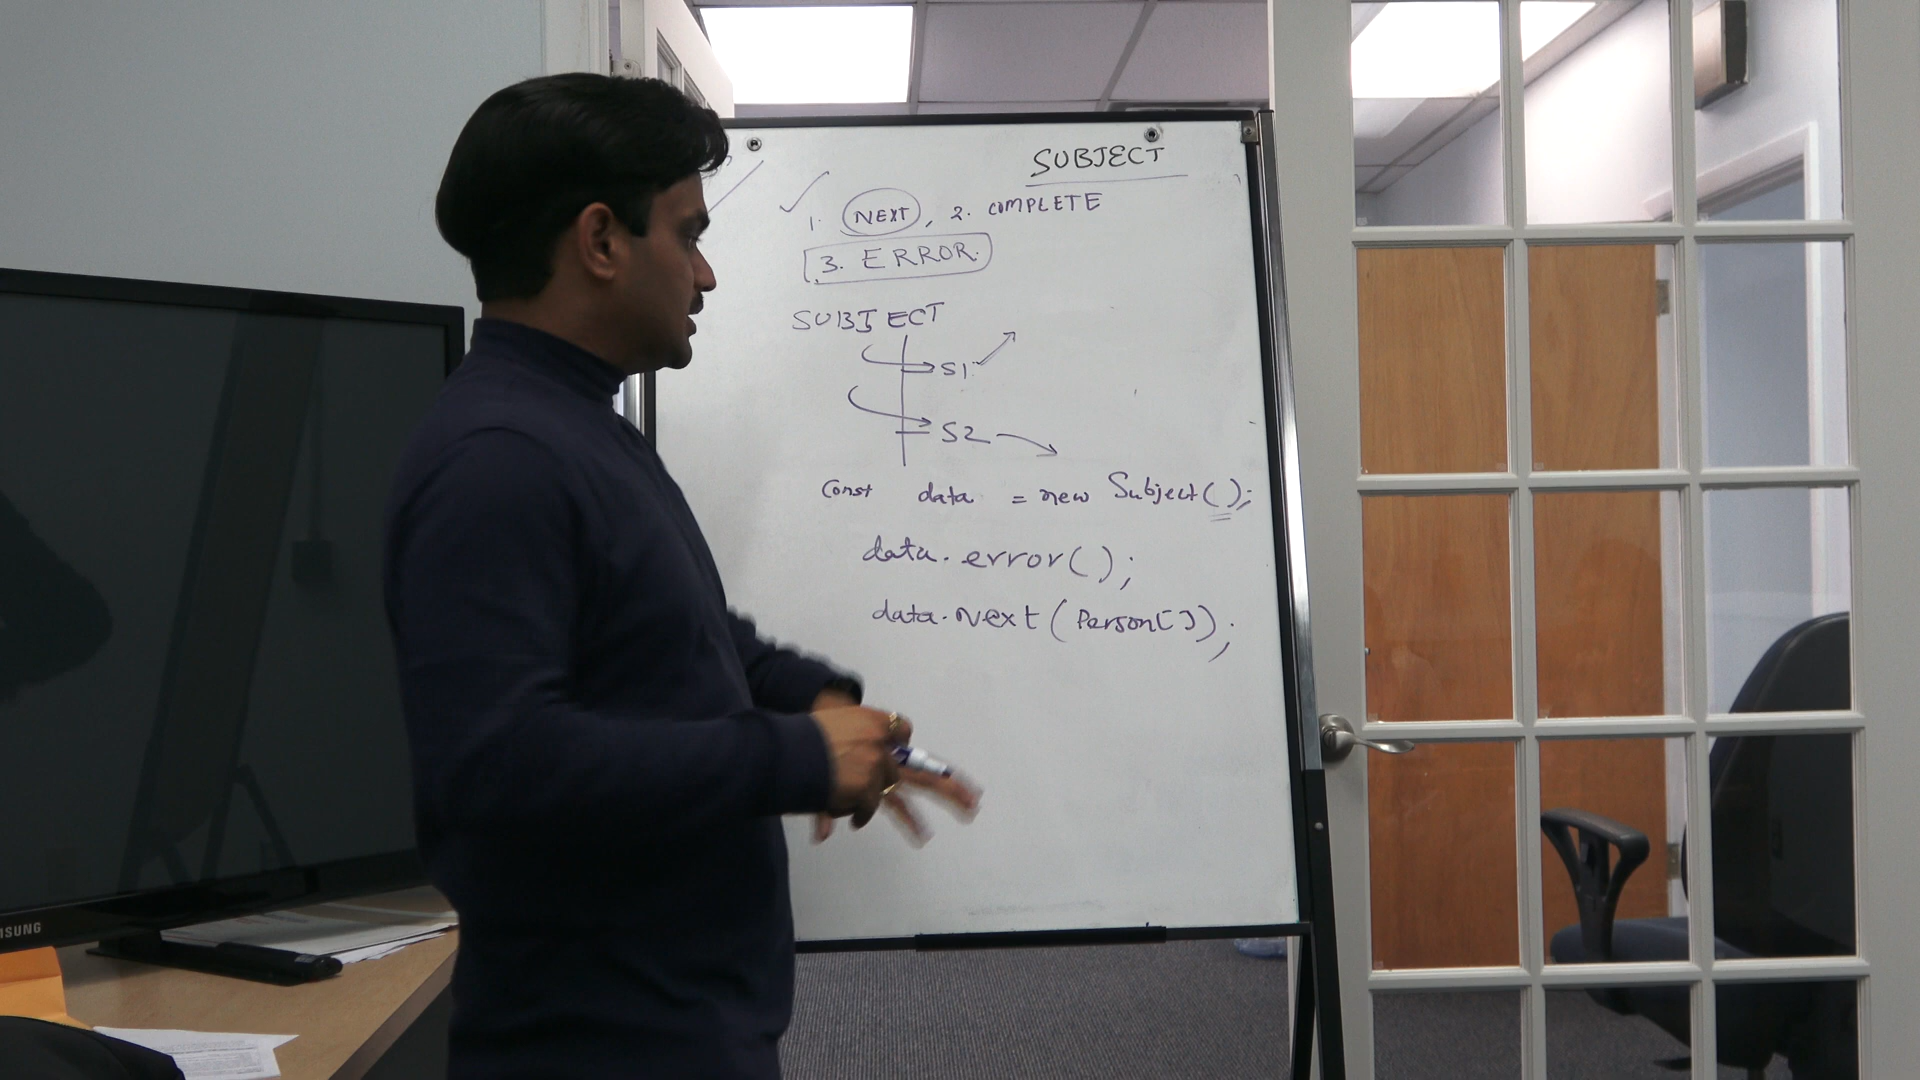 SUBJECT
1. NEXT, 2. COMPLETE
3. ERROR.
SUBJECT
S1
S2
Const data = new Subject();
data.error();
data.Next(Person[]);
MSUNG